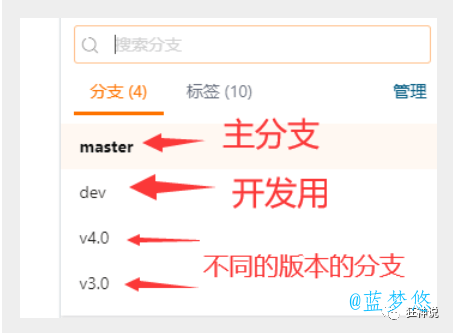 搜索分支
分支 (4) 标签 (10) 管理
master 主分支
dev 开发用
v4.0
不同的版本的分支
v3.0
@蓝梦悠
狂神说